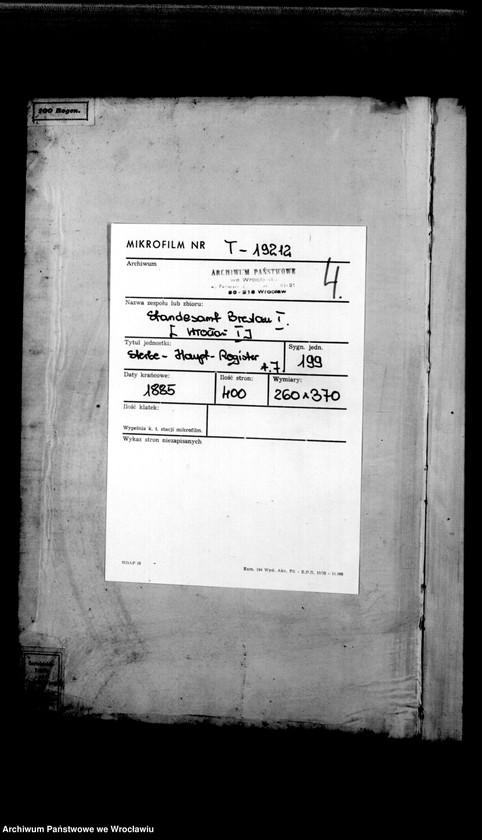 200 Bogen.
MIKROFILM NR T-19212
Archiwum
ARCHIWUM PAŃSTWOWE
we Wrocławiu
WROCŁAW
4.
Nazwa zespołu lub zbioru:
Standesamt Breslau I.
[Wrocław I]
Tytuł jednostki:
Sterbe-Haupt-Register
Sygn. jedn.
199
Daty krańcowe:
1885
Ilość stron:
400
Wymiary:
260×370
Ilość klatek:
Wypełnia k. t. stacji mikrofilm.
Wykaz stron niezapisanych
Archiwum Państwowe we Wrocławiu